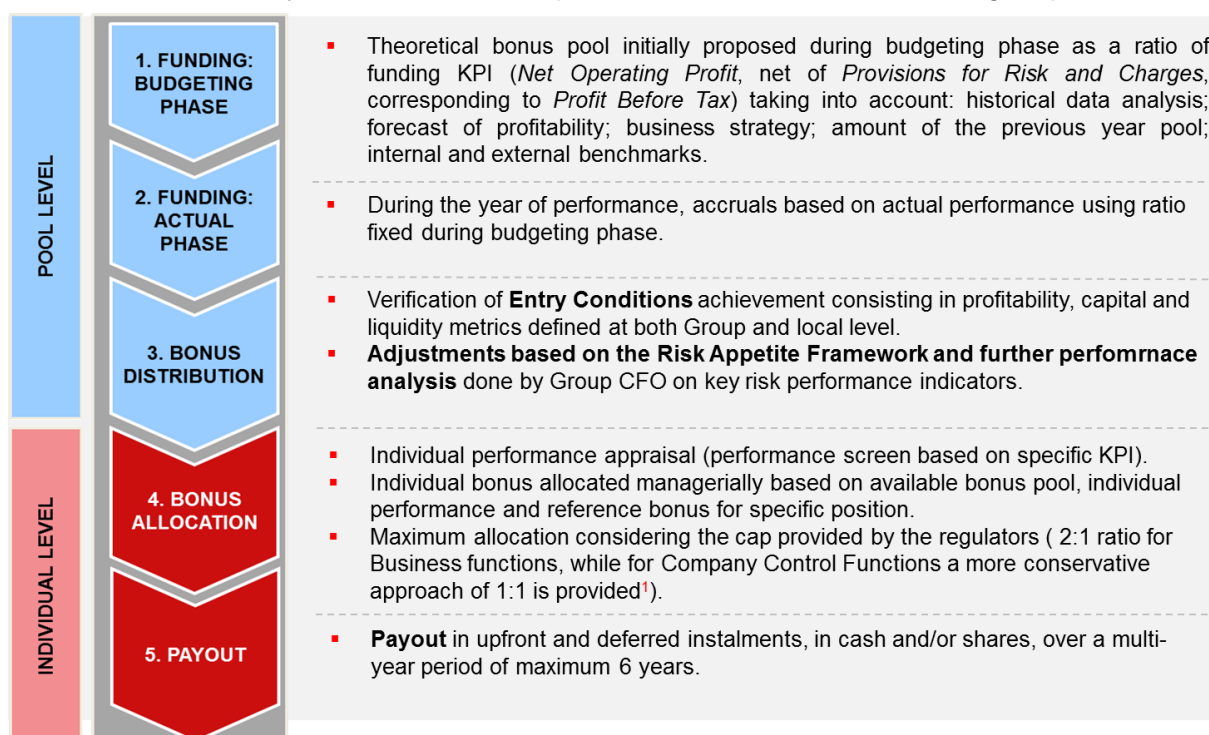 POOL LEVEL
1. FUNDING:
BUDGETING
PHASE
▪ Theoretical bonus pool initially proposed during budgeting phase as a ratio of
funding KPI (Net Operating Profit, net of Provisions for Risk and Charges,
corresponding to Profit Before Tax) taking into account: historical data analysis;
forecast of profitability; business strategy; amount of the previous year pool;
internal and external benchmarks.
2. FUNDING:
ACTUAL
PHASE
▪ During the year of performance, accruals based on actual performance using ratio
fixed during budgeting phase.
3. BONUS
DISTRIBUTION
▪ Verification of Entry Conditions achievement consisting in profitability, capital and
liquidity metrics defined at both Group and local level.
▪ Adjustments based on the Risk Appetite Framework and further perfomrnace
analysis done by Group CFO on key risk performance indicators.
INDIVIDUAL LEVEL
4. BONUS
ALLOCATION
▪ Individual performance appraisal (performance screen based on specific KPI).
▪ Individual bonus allocated managerially based on available bonus pool, individual
performance and reference bonus for specific position.
▪ Maximum allocation considering the cap provided by the regulators ( 2:1 ratio for
Business functions, while for Company Control Functions a more conservative
approach of 1:1 is provided¹).
5. PAYOUT
▪ Payout in upfront and deferred instalments, in cash and/or shares, over a multi-
year period of maximum 6 years.